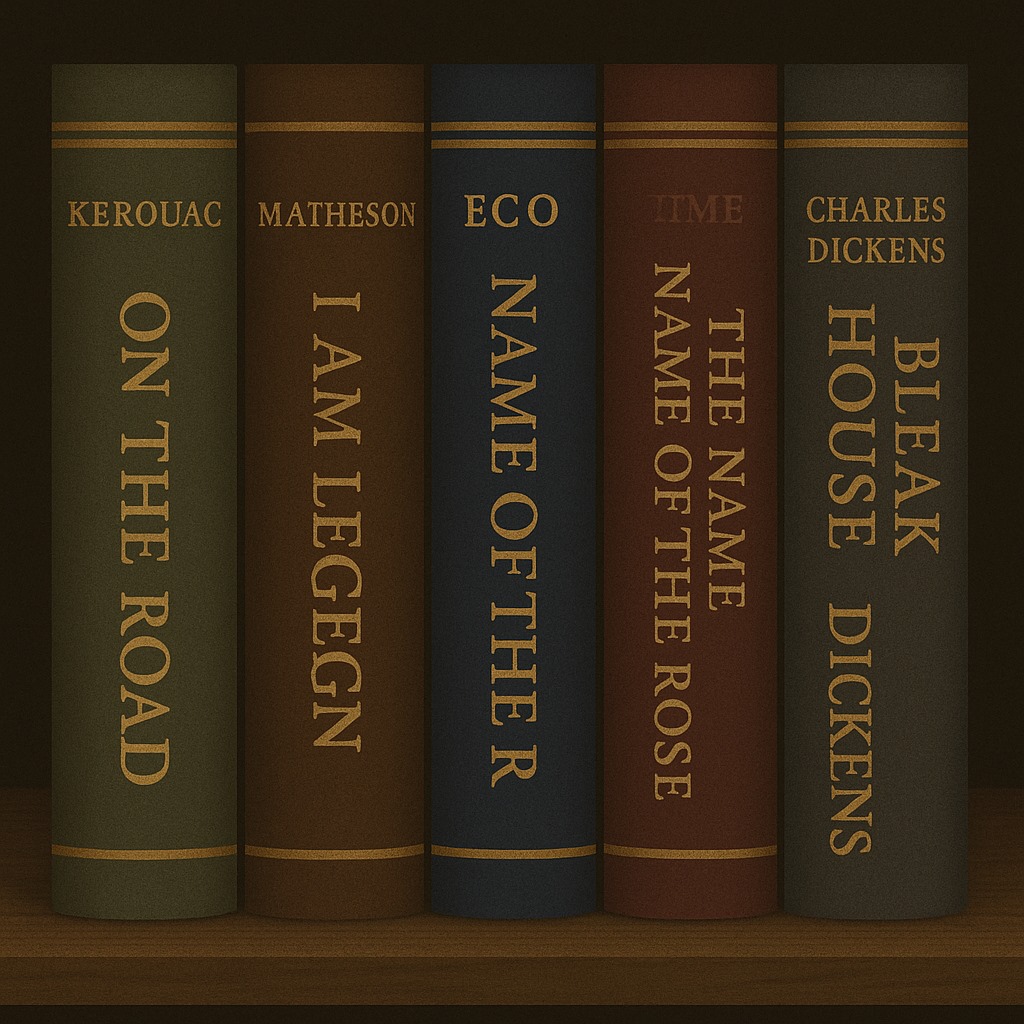 KEROUAC
ON THE ROAD
MATHESON
I AM LEGEGN
ECO
NAME OF THE R
THE NAME
NAME OF THE ROSE
CHARLES
DICKENS
BLEAK
HOUSE DICKENS